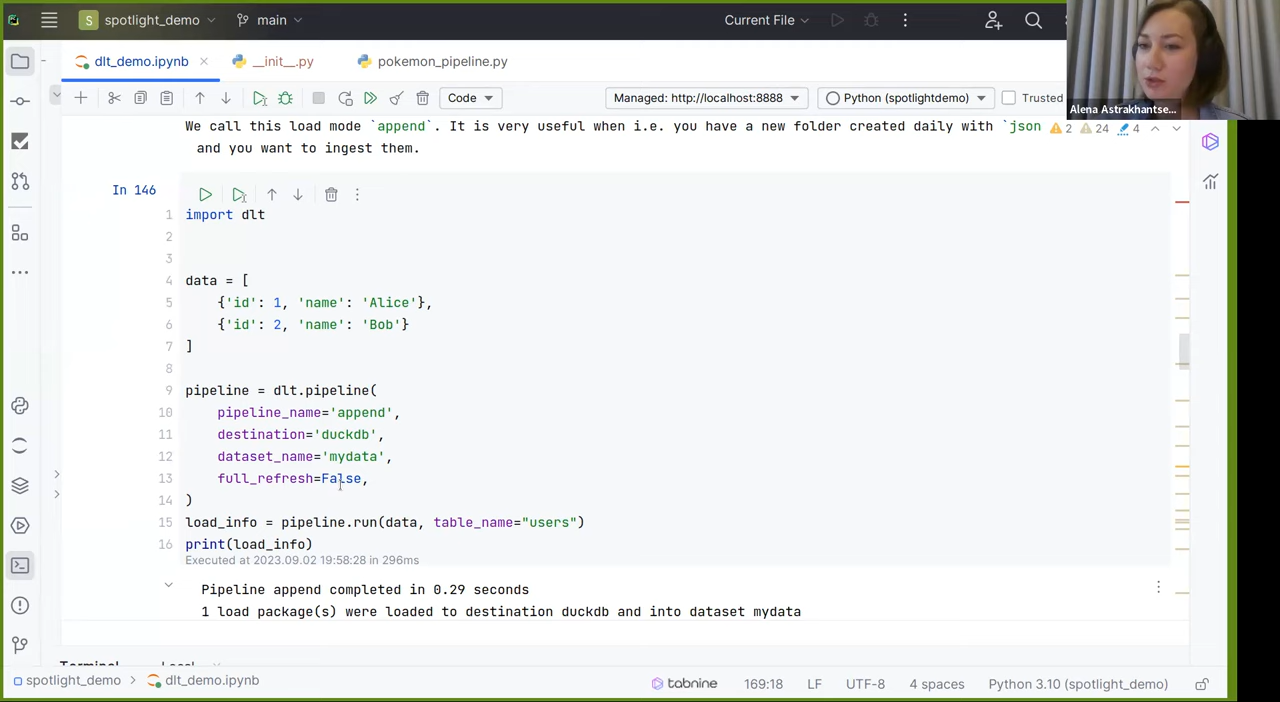 S spotlight_demo main Current File
dlt_demo.ipynb __init__.py pokemon_pipeline.py
Code Managed: http://localhost:8888 Python (spotlightdemo) Trusted
Alena Astrakhantse...
We call this load mode `append`. It is very useful when i.e. you have a new folder created daily with `json
2 24 4
and you want to ingest them.
In 146
1 import dlt
2
3
4 data = [
5 {'id': 1, 'name': 'Alice'},
6 {'id': 2, 'name': 'Bob'}
7 ]
8
9 pipeline = dlt.pipeline(
10 pipeline_name='append',
11 destination='duckdb',
12 dataset_name='mydata',
13 full_refresh=False,
14 )
15 load_info = pipeline.run(data, table_name="users")
16 print(load_info)
Executed at 2023.09.02 19:58:28 in 296ms
Pipeline append completed in 0.29 seconds
1 load package(s) were loaded to destination duckdb and into dataset mydata
Terminal Local
spotlight_demo > dlt_demo.ipynb tabnine 169:18 LF UTF-8 4 spaces Python 3.10 (spotlight_demo)